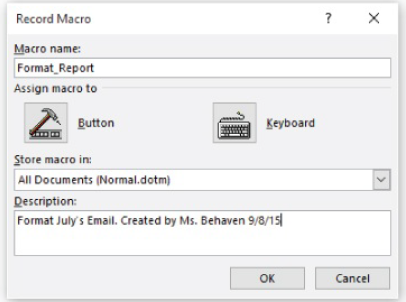 Record Macro ? ×
Macro name:
Format_Report
Assign macro to
Button Keyboard
Store macro in:
All Documents (Normal.dotm)
Description:
Format July's Email. Created by Ms. Behaven 9/8/15
OK Cancel